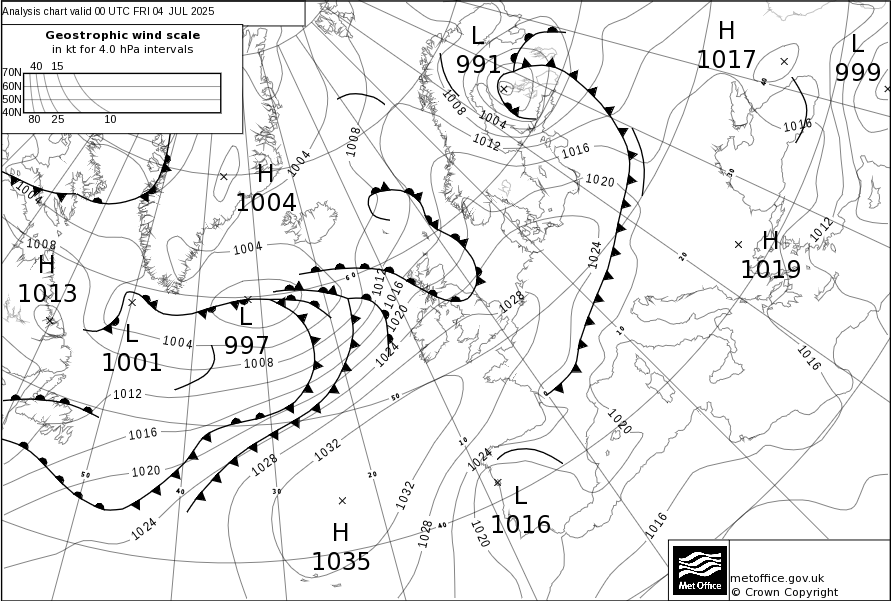 Analysis chart valid 00 UTC FRI 04 JUL 2025
Geostrophic wind scale
in kt for 4.0 hPa intervals
40 15
70N
60N
50N
40N
80 25 10
L
991
H
1017
L
999
1008
1004
1012
1016
1020
1024
1028
40
1016
30
1012
H
1019
20
1016
10
0
1004
1008
H
1004
1004
1004
1008
H
1013
L
1001
1004
L
997
1008
60
1012
1016
1020
1024
1012
1016
1020
1024
1028
1032
50
50
40
30
20
10
40
H
1035
1032
1028
1024
1020
L
1016
1020
1016
Met Office
metoffice.gov.uk
© Crown Copyright